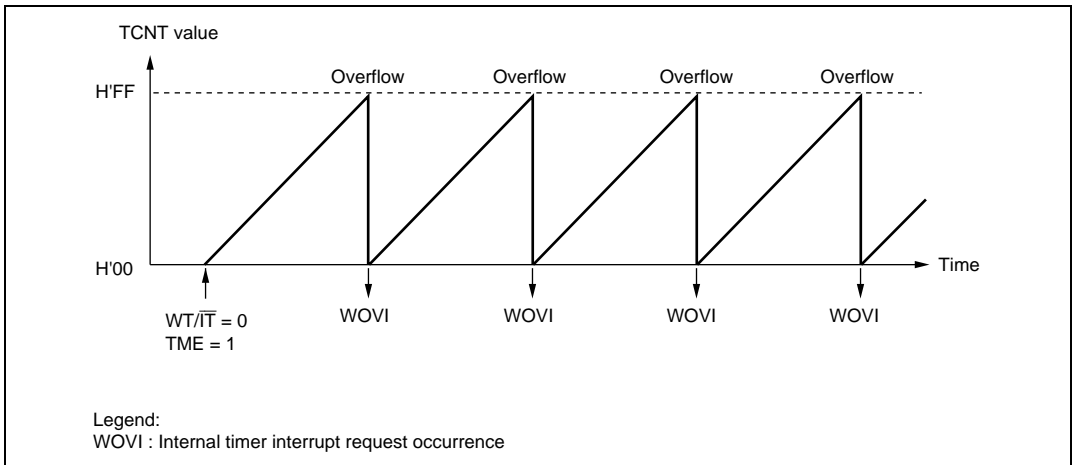 TCNT value
Overflow Overflow Overflow Overflow
H'FF
H'00
Time
WT/I̅T̅ = 0
TME = 1
WOVI WOVI WOVI WOVI
Legend:
WOVI : Internal timer interrupt request occurrence